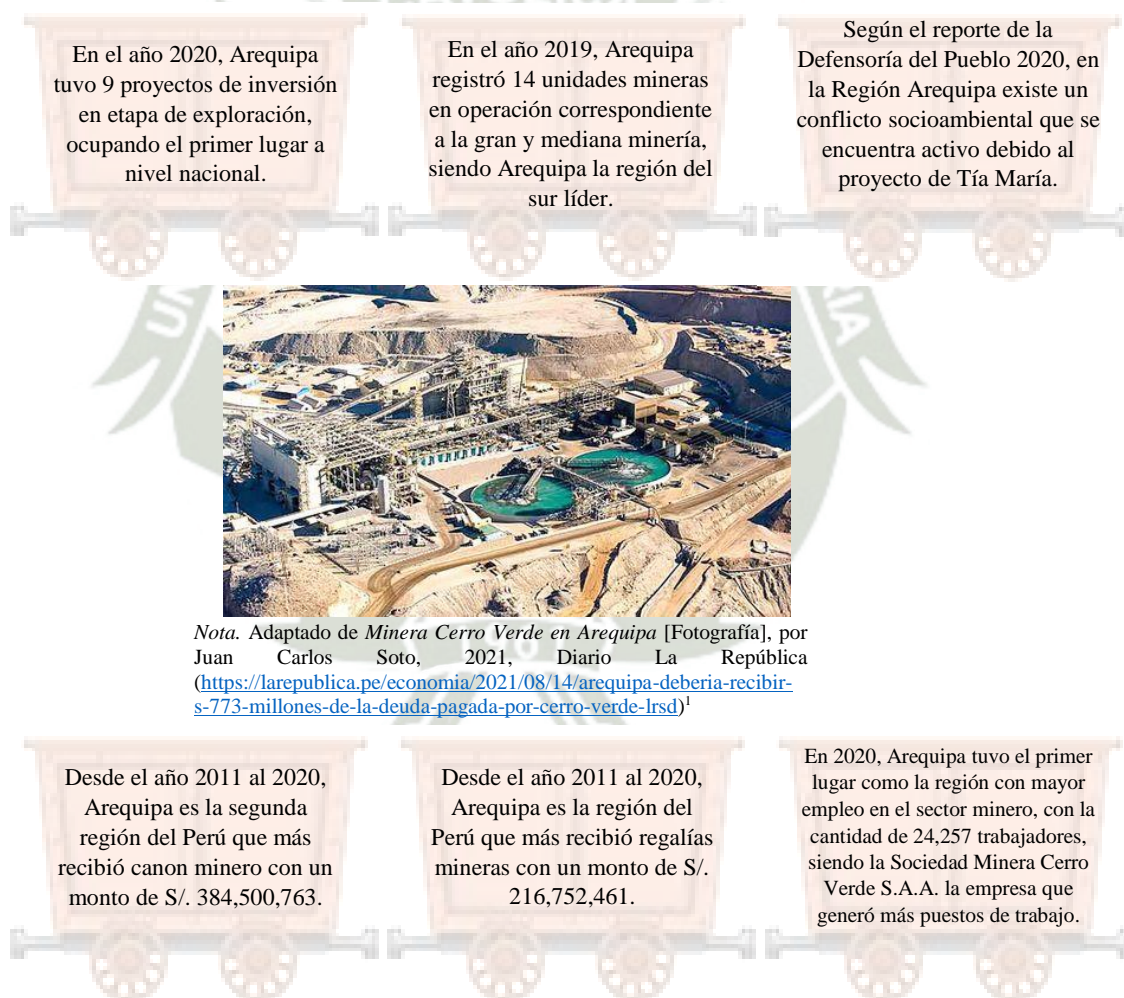 En el año 2020, Arequipa
tuvo 9 proyectos de inversión
en etapa de exploración,
ocupando el primer lugar a
nivel nacional.
En el año 2019, Arequipa
registró 14 unidades mineras
en operación correspondiente
a la gran y mediana minería,
siendo Arequipa la región del
sur líder.
Según el reporte de la
Defensoría del Pueblo 2020, en
la Región Arequipa existe un
conflicto socioambiental que se
encuentra activo debido al
proyecto de Tía María.
Nota. Adaptado de Minera Cerro Verde en Arequipa [Fotografía], por
Juan Carlos Soto, 2021, Diario La República
(https://larepublica.pe/economia/2021/08/14/arequipa-deberia-recibir-
s-773-millones-de-la-deuda-pagada-por-cerro-verde-lrsd)¹
Desde el año 2011 al 2020,
Arequipa es la segunda
región del Perú que más
recibió canon minero con un
monto de S/. 384,500,763.
Desde el año 2011 al 2020,
Arequipa es la región del
Perú que más recibió regalías
mineras con un monto de S/.
216,752,461.
En 2020, Arequipa tuvo el primer
lugar como la región con mayor
empleo en el sector minero, con la
cantidad de 24,257 trabajadores,
siendo la Sociedad Minera Cerro
Verde S.A.A. la empresa que
generó más puestos de trabajo.